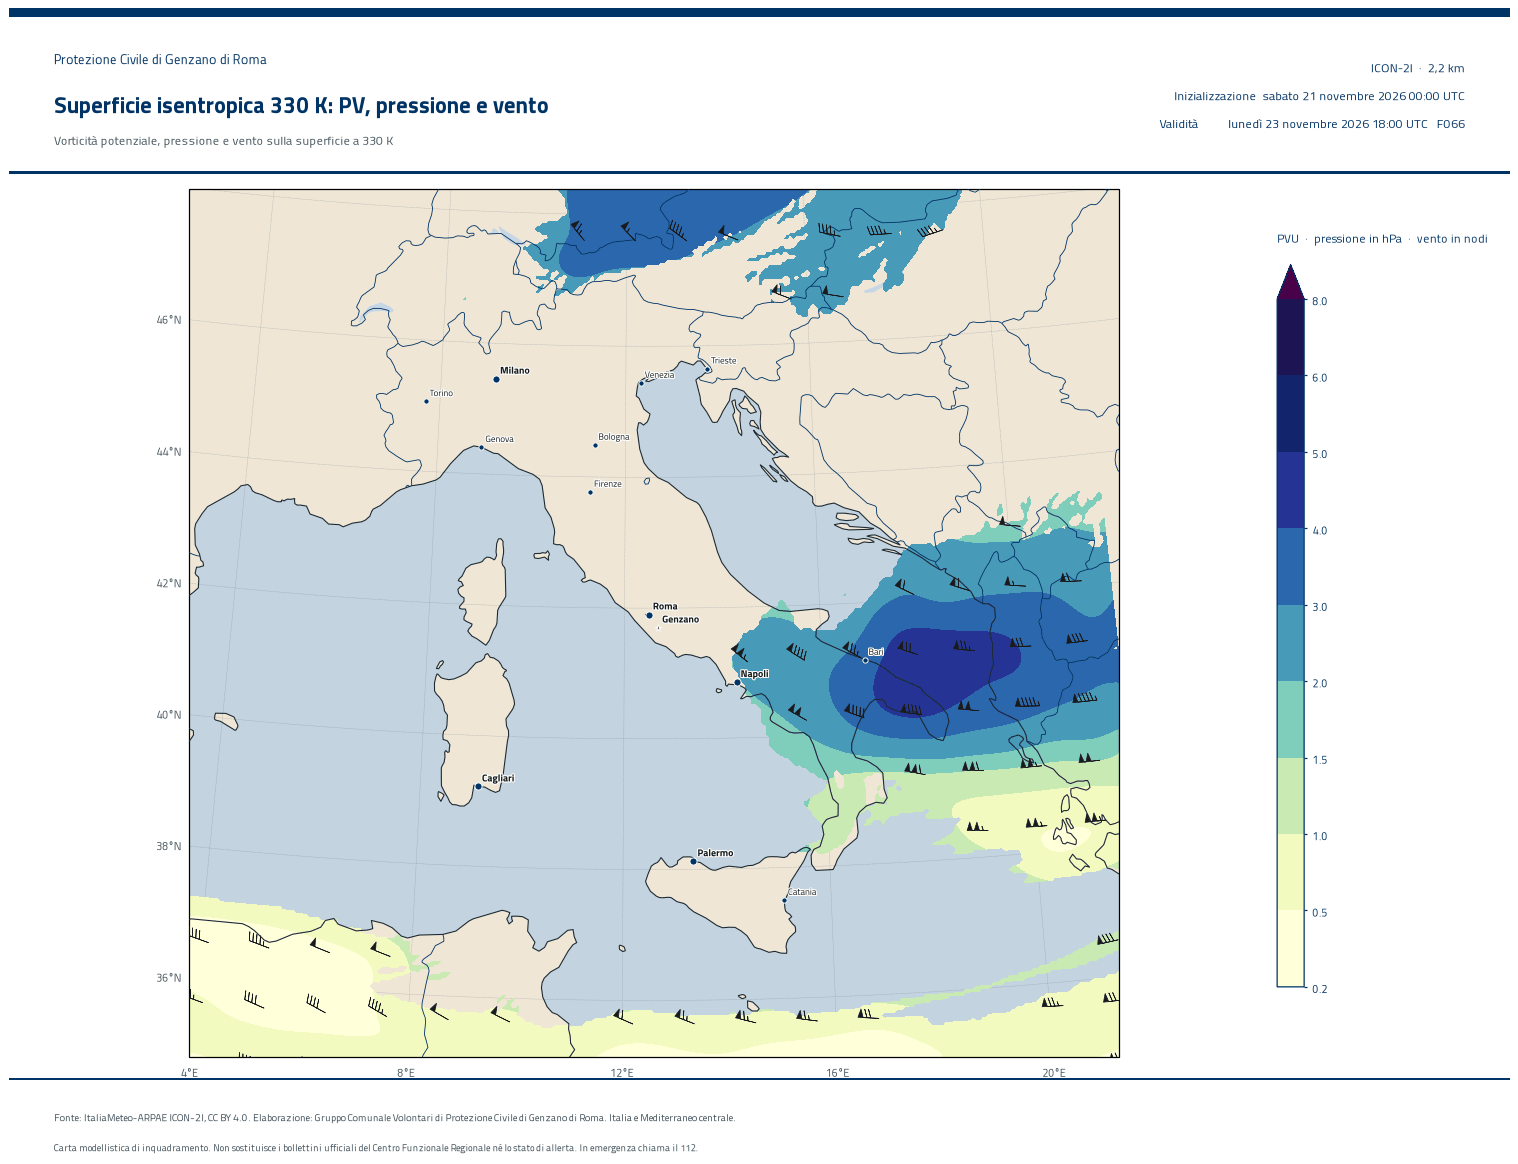 Protezione Civile di Genzano di Roma
Superficie isentropica 330 K: PV, pressione e vento
Vorticità potenziale, pressione e vento sulla superficie a 330 K
ICON-2I · 2,2 km
Inizializzazione sabato 21 novembre 2026 00:00 UTC
Validità lunedì 23 novembre 2026 18:00 UTC F066
PVU · pressione in hPa · vento in nodi
8.0
6.0
5.0
4.0
3.0
2.0
1.5
1.0
0.5
0.2
46°N
44°N
42°N
40°N
38°N
36°N
4°E
8°E
12°E
16°E
20°E
Trieste
Milano
Venezia
Torino
Bologna
Genova
Firenze
Roma
Genzano
Bari
Napoli
Cagliari
Palermo
Catania
Fonte: ItaliaMeteo-ARPAE ICON-2I, CC BY 4.0. Elaborazione: Gruppo Comunale Volontari di Protezione Civile di Genzano di Roma. Italia e Mediterraneo centrale.
Carta modellistica di inquadramento. Non sostituisce i bollettini ufficiali del Centro Funzionale Regionale né lo stato di allerta. In emergenza chiama il 112.